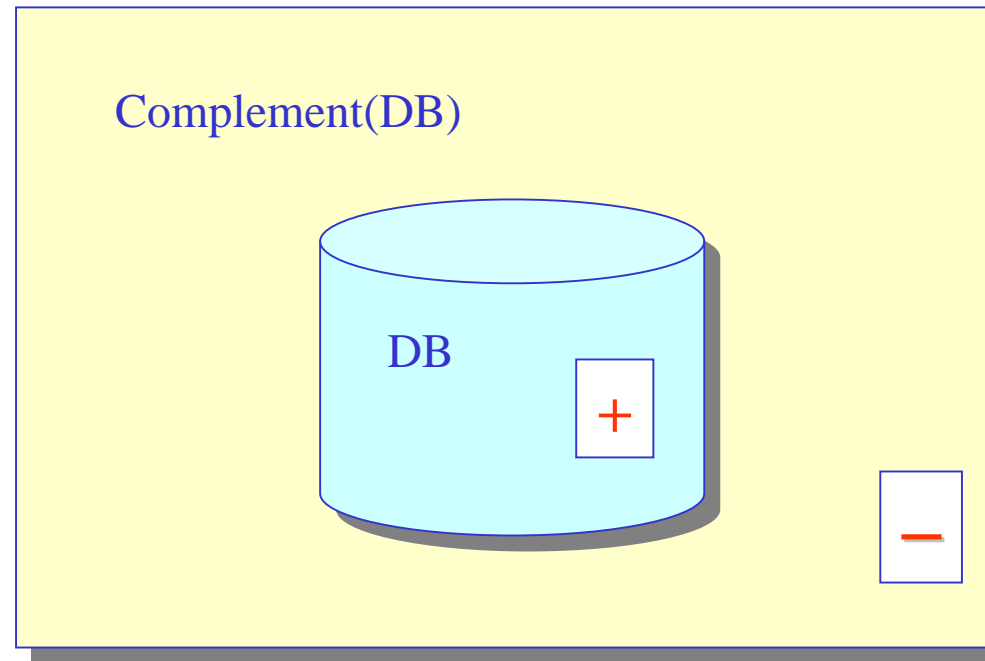 Complement(DB)
DB
+
–